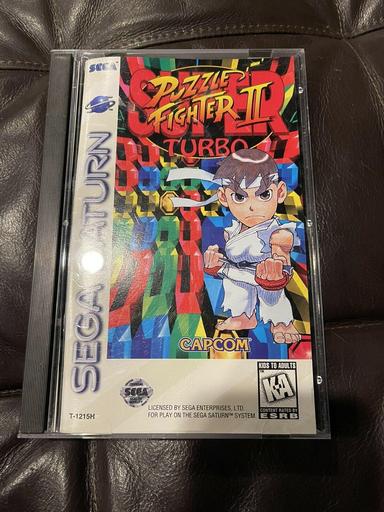 SEGA
SUPER
PUZZLE
FIGHTER II
TURBO
SEGA SATURN
CAPCOM
KIDS TO ADULTS
K-A
CONTENT RATED BY
ESRB
SEGA
LICENSED BY SEGA ENTERPRISES, LTD.
FOR PLAY ON THE SEGA SATURN™ SYSTEM.
T-1215H